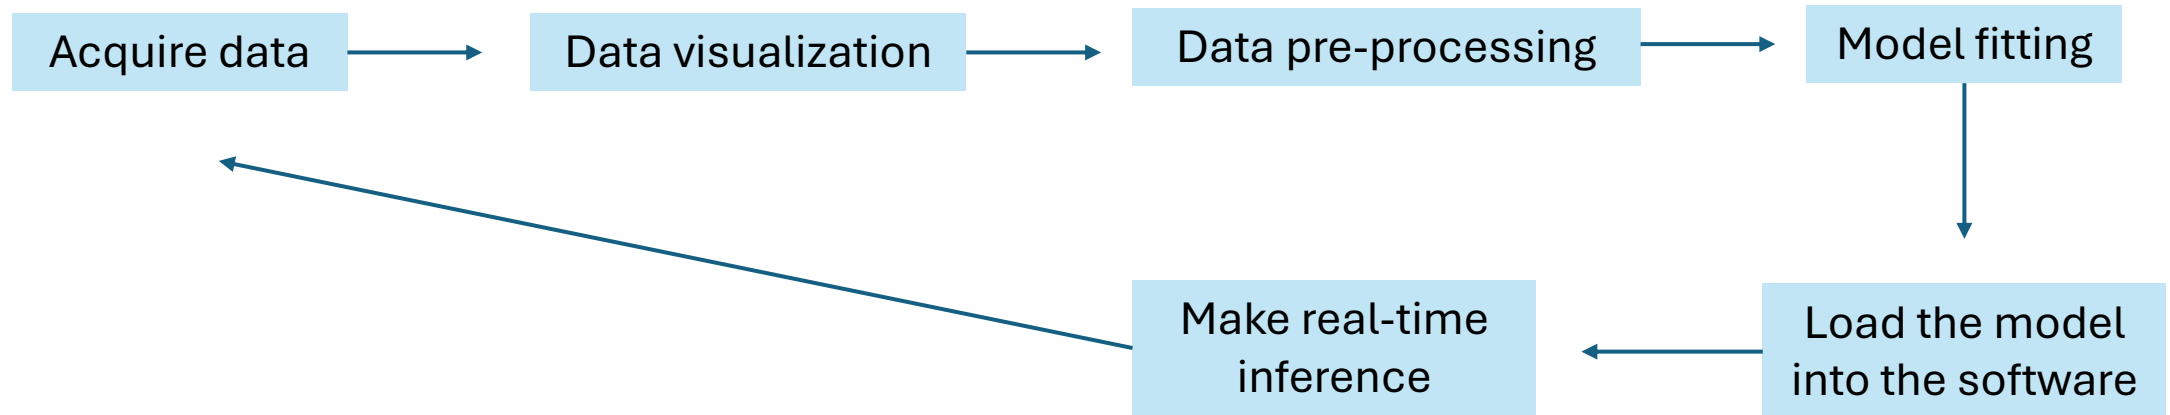 Acquire data
Data visualization
Data pre-processing
Model fitting
Make real-time
inference
Load the model
into the software